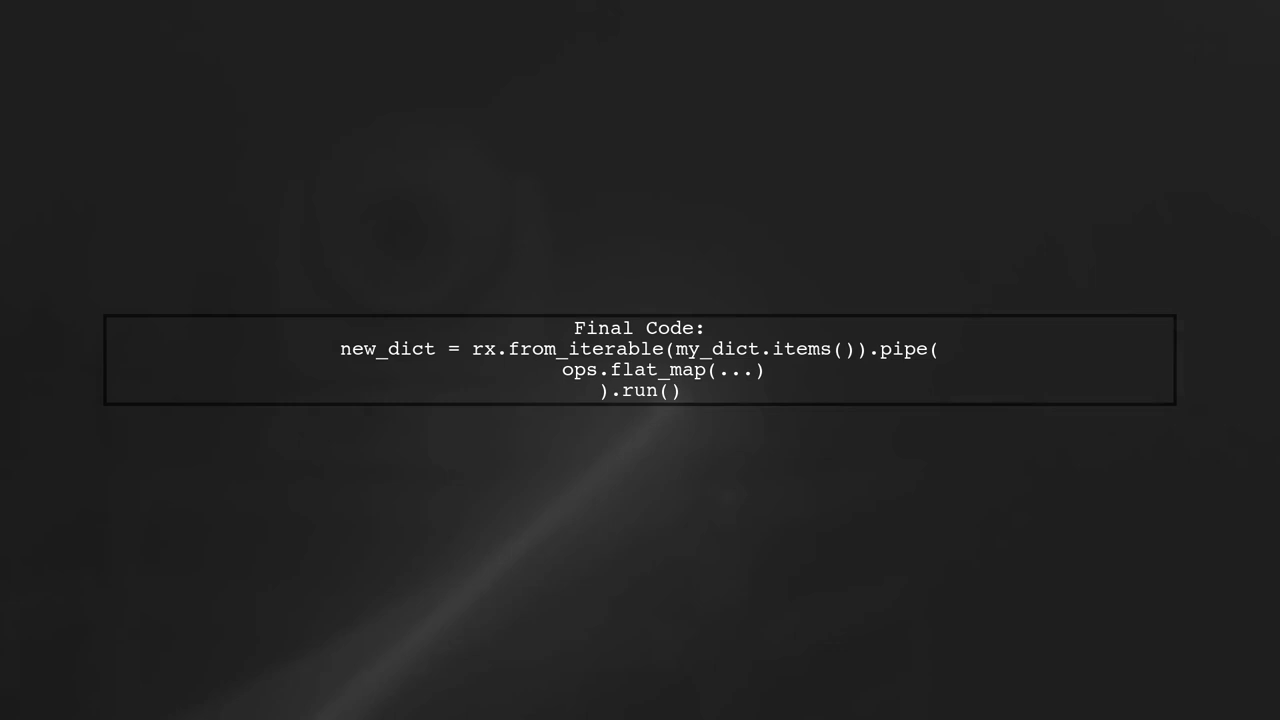 Final Code:
new_dict = rx.from_iterable(my_dict.items()).pipe(
ops.flat_map(...)
).run()